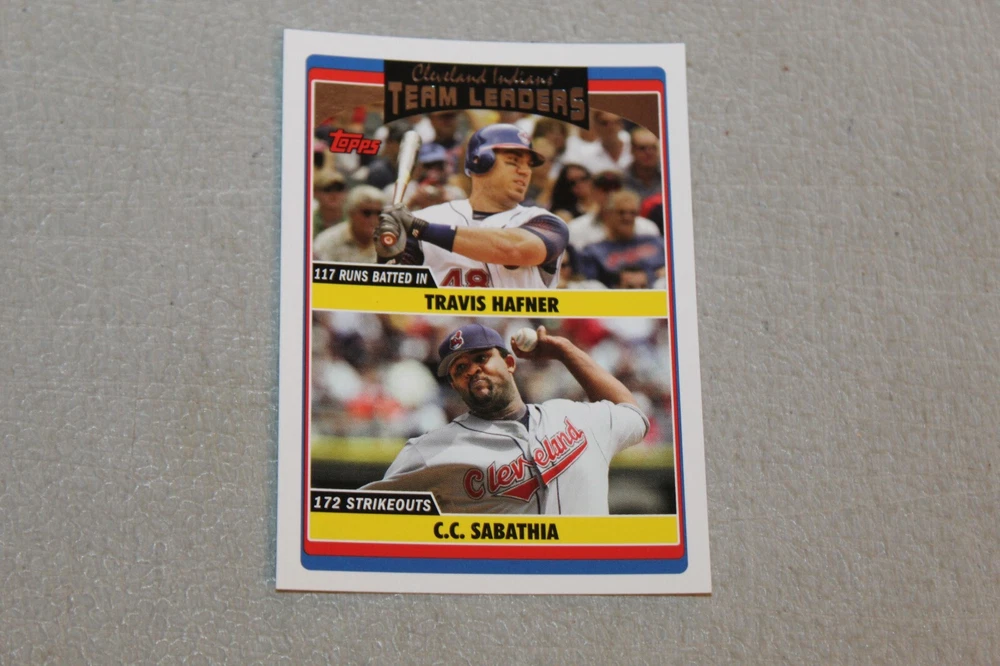 Cleveland Indians®
TEAM LEADERS
topps
48
117 RUNS BATTED IN
TRAVIS HAFNER
Cleveland
172 STRIKEOUTS
C.C. SABATHIA